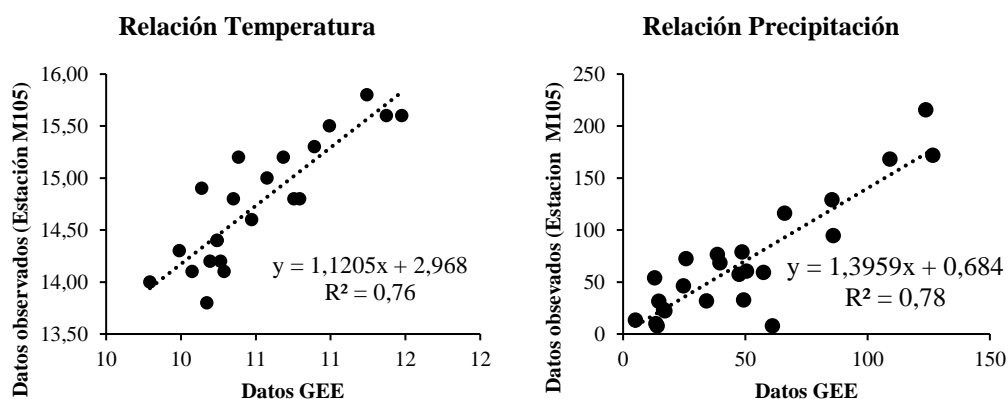 Relación Temperatura
Datos observados (Estación M105)
16,00
15,50
15,00
14,50
14,00
13,50
y = 1,1205x + 2,968
R² = 0,76
10 10 11 11 12 12
Datos GEE
Relación Precipitación
Datos obsevados (Estacion M105)
250
200
150
100
50
0
y = 1,3959x + 0,684
R² = 0,78
0 50 100 150
Datos GEE